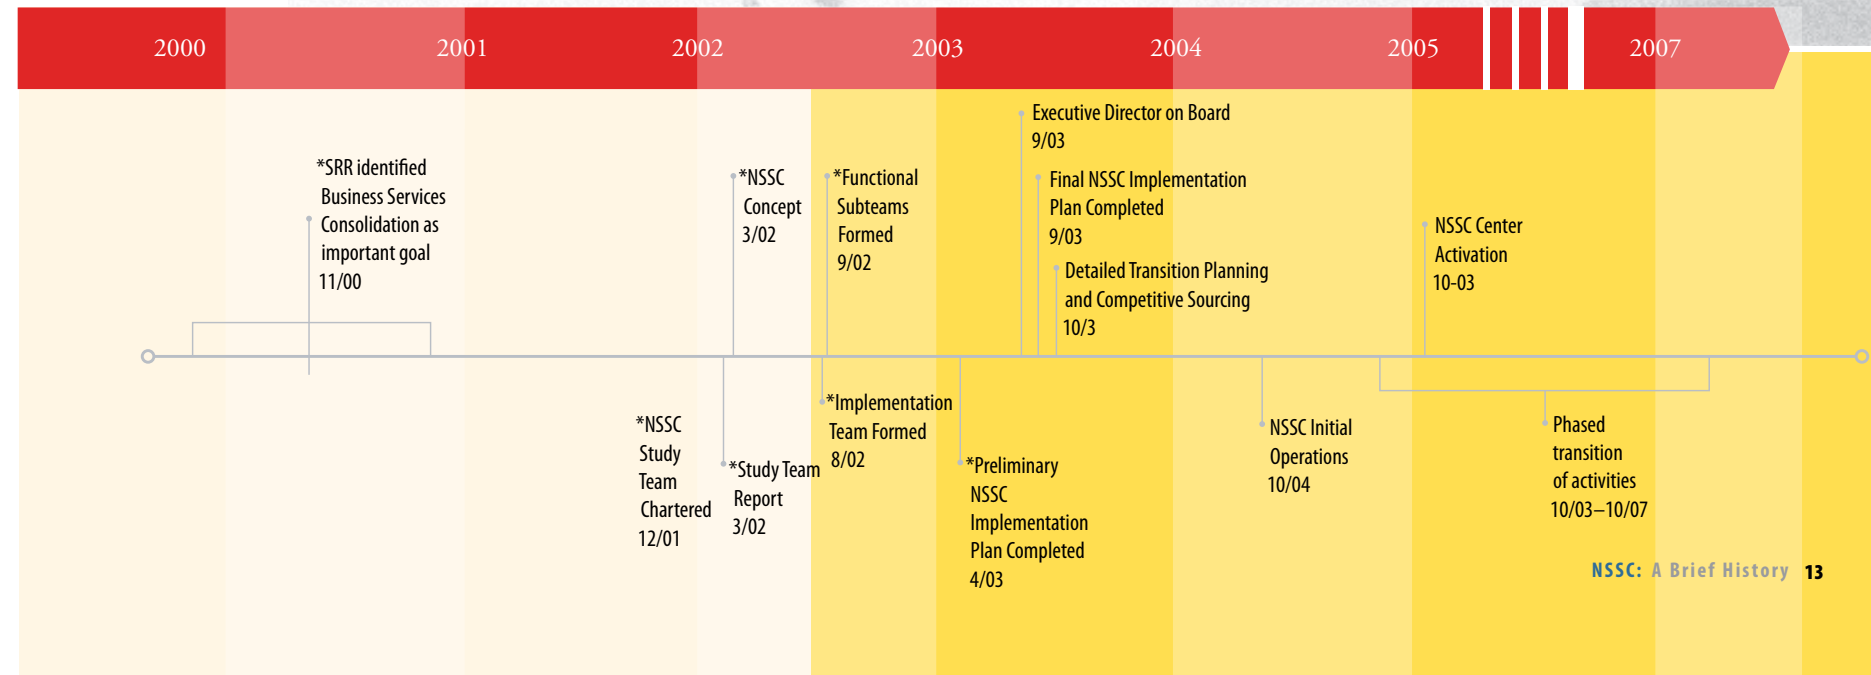 2000
2001
2002
2003
2004
2005
2007
*SRR identified
Business Services
Consolidation as
important goal
11/00
*NSSC
Study
Team
Chartered
12/01
*NSSC
Concept
3/02
*Study Team
Report
3/02
*Functional
Subteams
Formed
9/02
*Implementation
Team Formed
8/02
*Preliminary
NSSC
Implementation
Plan Completed
4/03
Executive Director on Board
9/03
Final NSSC Implementation
Plan Completed
9/03
Detailed Transition Planning
and Competitive Sourcing
10/3
NSSC Initial
Operations
10/04
NSSC Center
Activation
10-03
Phased
transition
of activities
10/03–10/07
NSSC: A Brief History 13